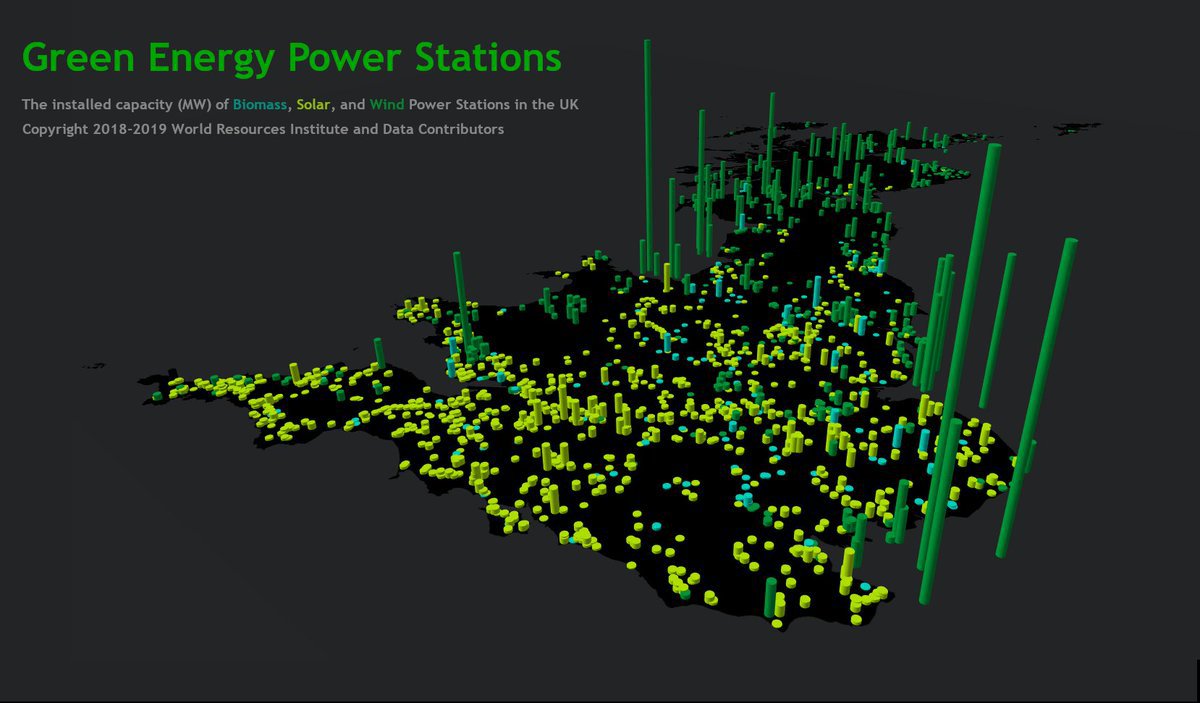 Green Energy Power Stations
The installed capacity (MW) of Biomass, Solar, and Wind Power Stations in the UK
Copyright 2018-2019 World Resources Institute and Data Contributors